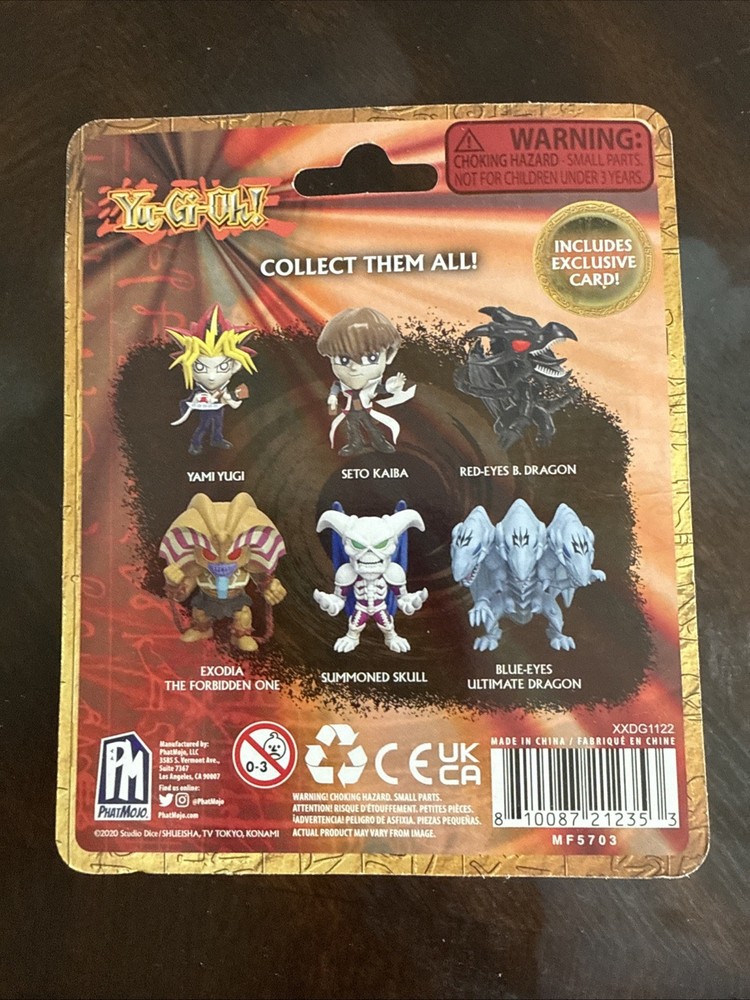 WARNING:
CHOKING HAZARD - SMALL PARTS.
NOT FOR CHILDREN UNDER 3 YEARS.
Yu-Gi-Oh!
INCLUDES
EXCLUSIVE
CARD!
COLLECT THEM ALL!
YAMI YUGI
SETO KAIBA
RED-EYES B. DRAGON
EXODIA
THE FORBIDDEN ONE
SUMMONED SKULL
BLUE-EYES
ULTIMATE DRAGON
XXDG1122
MADE IN CHINA / FABRIQUÉ EN CHINE
PM
PHATMOJO.
Manufactured by:
PhatMojo, LLC
3585 S. Vermont Ave.,
Suite 7367
Los Angeles, CA 90007
Find us online:
@PhatMojo
PhatMojo.com
0-3
CE
UK
CA
WARNING! CHOKING HAZARD. SMALL PARTS.
ATTENTION! RISQUE D'ÉTOUFFEMENT. PETITES PIÈCES.
¡ADVERTENCIA! PELIGRO DE ASFIXIA. PIEZAS PEQUEÑAS.
ACTUAL PRODUCT MAY VARY FROM IMAGE.
8 10087 21235 3
MF5703
©2020 Studio Dice/SHUEISHA, TV TOKYO, KONAMI